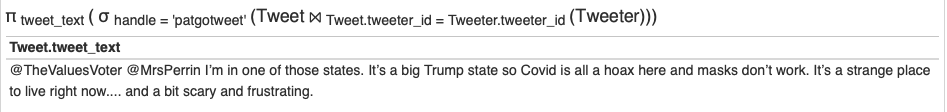 π tweet_text ( σ handle = 'patgotweet' (Tweet ⋈ Tweet.tweeter_id = Tweeter.tweeter_id (Tweeter)))
Tweet.tweet_text
@TheValuesVoter @MrsPerrin I’m in one of those states. It’s a big Trump state so Covid is all a hoax here and masks don’t work. It’s a strange place
to live right now.... and a bit scary and frustrating.